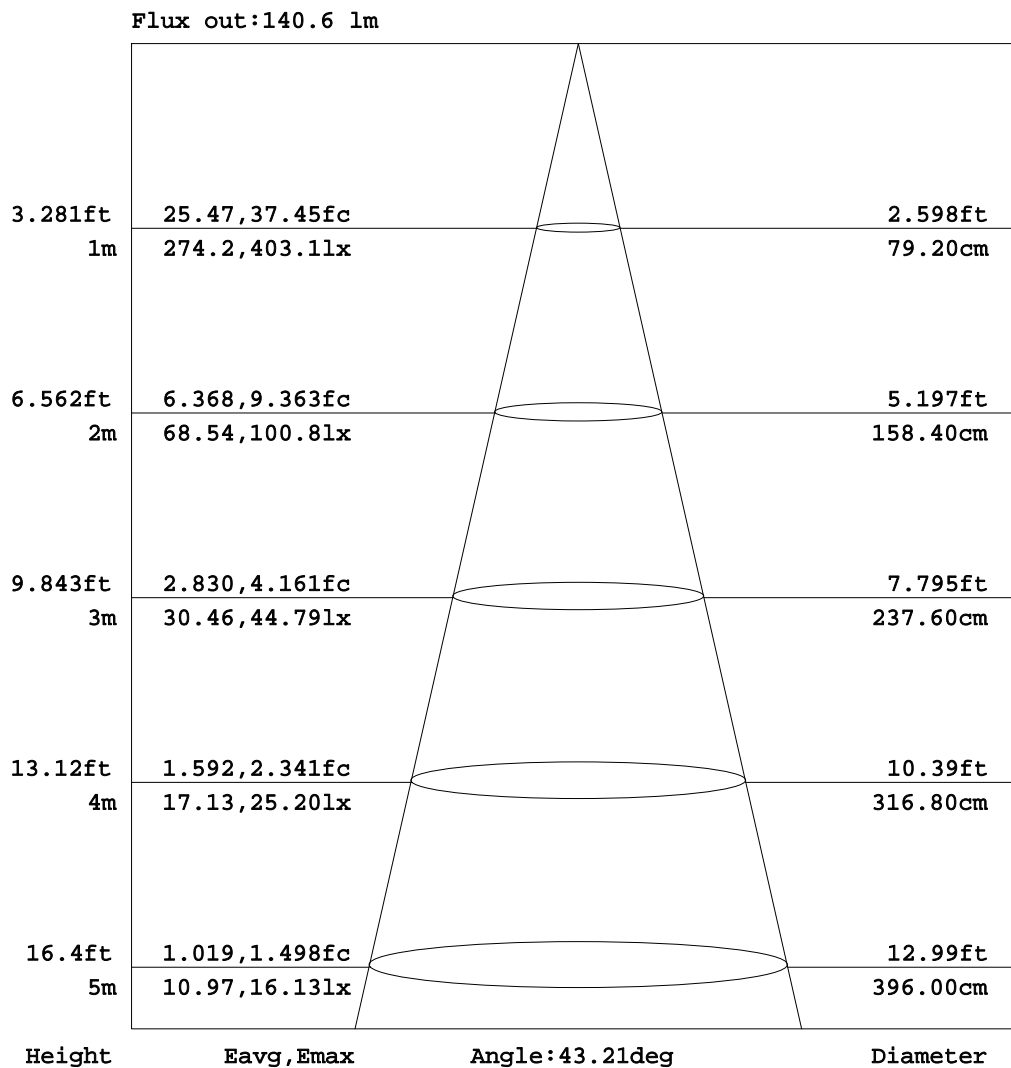 Flux out:140.6 lm
3.281ft 25.47,37.45fc 2.598ft
1m 274.2,403.1lx 79.20cm
6.562ft 6.368,9.363fc 5.197ft
2m 68.54,100.8lx 158.40cm
9.843ft 2.830,4.161fc 7.795ft
3m 30.46,44.79lx 237.60cm
13.12ft 1.592,2.341fc 10.39ft
4m 17.13,25.20lx 316.80cm
16.4ft 1.019,1.498fc 12.99ft
5m 10.97,16.13lx 396.00cm
Height Eavg,Emax Angle:43.21deg Diameter